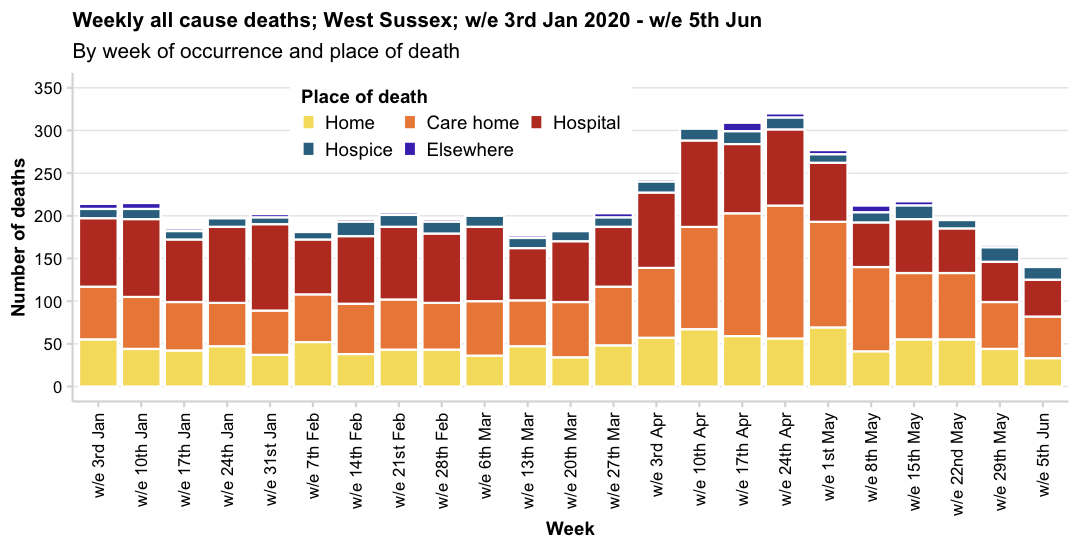 Weekly all cause deaths; West Sussex; w/e 3rd Jan 2020 - w/e 5th Jun
By week of occurrence and place of death
Place of death
Home
Care home
Hospital
Hospice
Elsewhere
Number of deaths
350
300
250
200
150
100
50
0
w/e 3rd Jan
w/e 10th Jan
w/e 17th Jan
w/e 24th Jan
w/e 31st Jan
w/e 7th Feb
w/e 14th Feb
w/e 21st Feb
w/e 28th Feb
w/e 6th Mar
w/e 13th Mar
w/e 20th Mar
w/e 27th Mar
w/e 3rd Apr
w/e 10th Apr
w/e 17th Apr
w/e 24th Apr
w/e 1st May
w/e 8th May
w/e 15th May
w/e 22nd May
w/e 29th May
w/e 5th Jun
Week